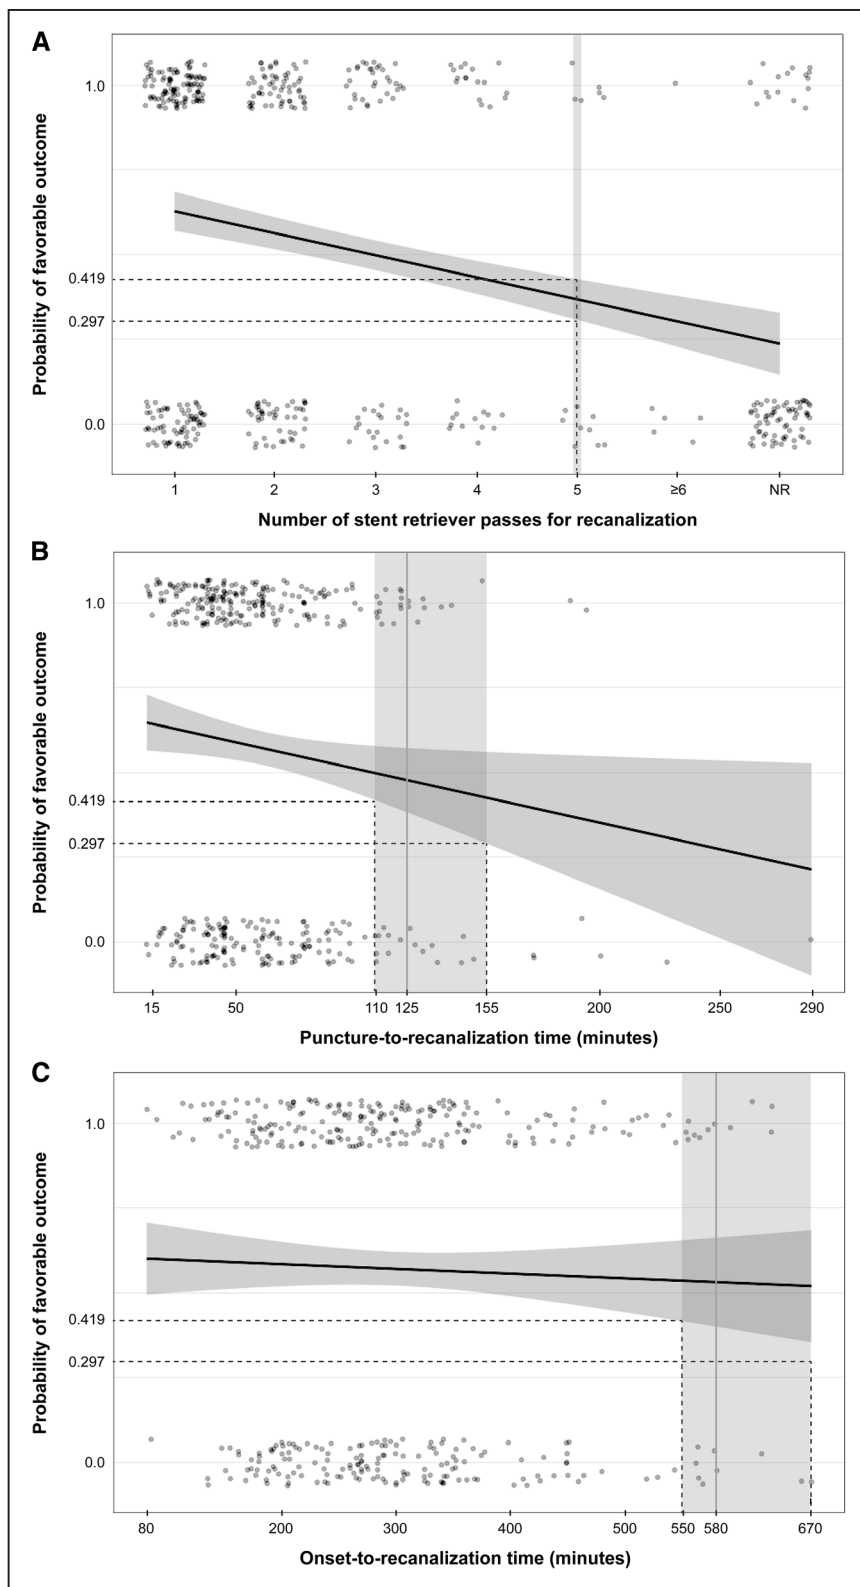 A
Probability of favorable outcome
1.0
0.419
0.297
0.0
1 2 3 4 5 ≥6 NR
Number of stent retriever passes for recanalization
B
Probability of favorable outcome
1.0
0.419
0.297
0.0
15 50 110 125 155 200 250 290
Puncture-to-recanalization time (minutes)
C
Probability of favorable outcome
1.0
0.419
0.297
0.0
80 200 300 400 500 550 580 670
Onset-to-recanalization time (minutes)